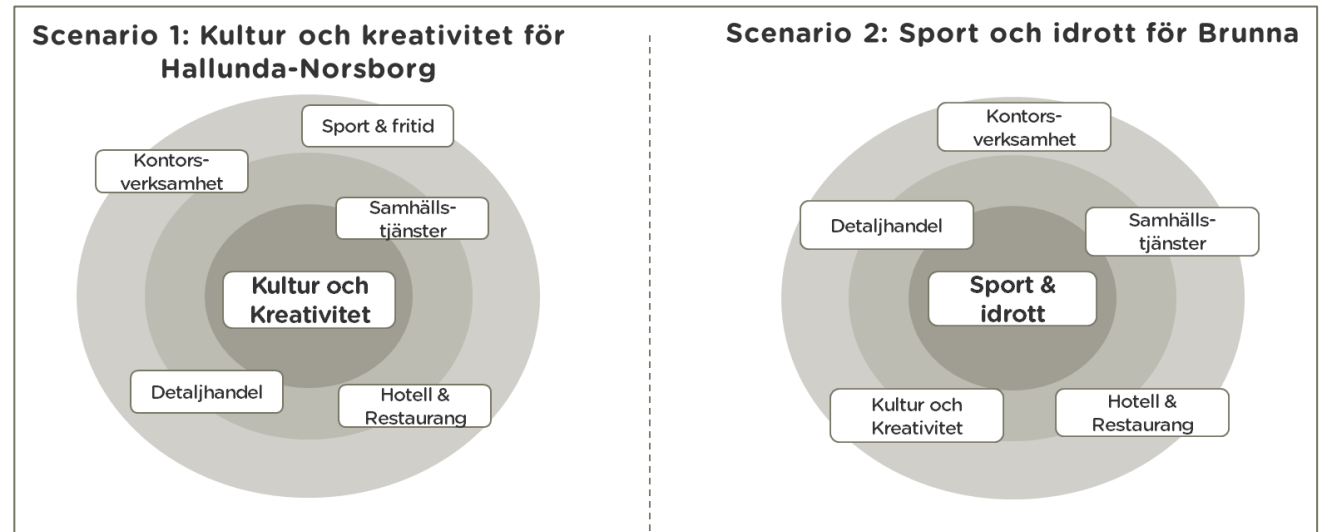 Scenario 1: Kultur och kreativitet för
Hallunda-Norsborg
Sport & fritid
Kontors-
verksamhet
Samhälls-
tjänster
Kultur och
Kreativitet
Detaljhandel
Hotell &
Restaurang
Scenario 2: Sport och idrott för Brunna
Kontors-
verksamhet
Detaljhandel
Samhälls-
tjänster
Sport &
idrott
Kultur och
Kreativitet
Hotell &
Restaurang